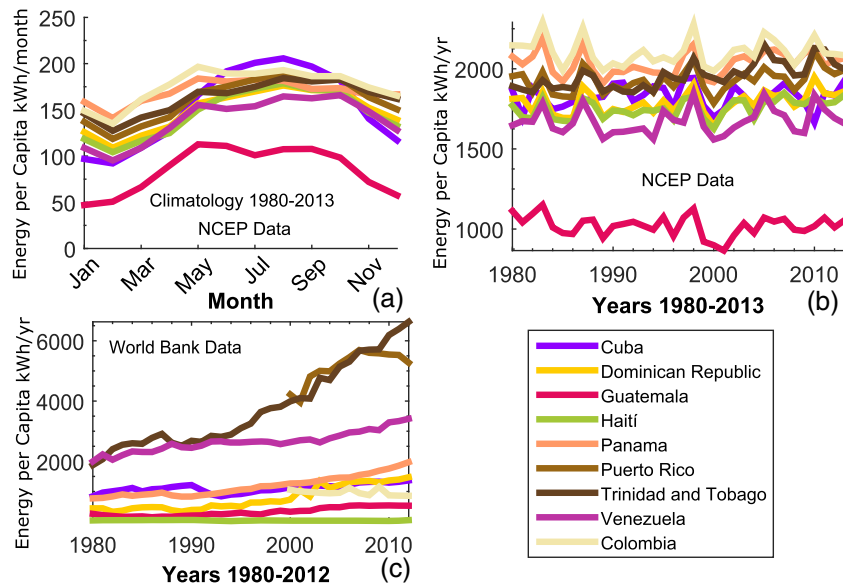 Energy per Capita kWh/month
250
200
150
100
50
0
Climatology 1980-2013
NCEP Data
Jan
Mar
May
Jul
Sep
Nov
Month
(a)
Energy per Capita kWh/yr
2000
1500
1000
NCEP Data
1980
1990
2000
2010
Years 1980-2013
(b)
Energy per Capita kWh/yr
6000
4000
2000
World Bank Data
1980
1990
2000
2010
Years 1980-2012
(c)
Cuba
Dominican Republic
Guatemala
Haití
Panama
Puerto Rico
Trinidad and Tobago
Venezuela
Colombia